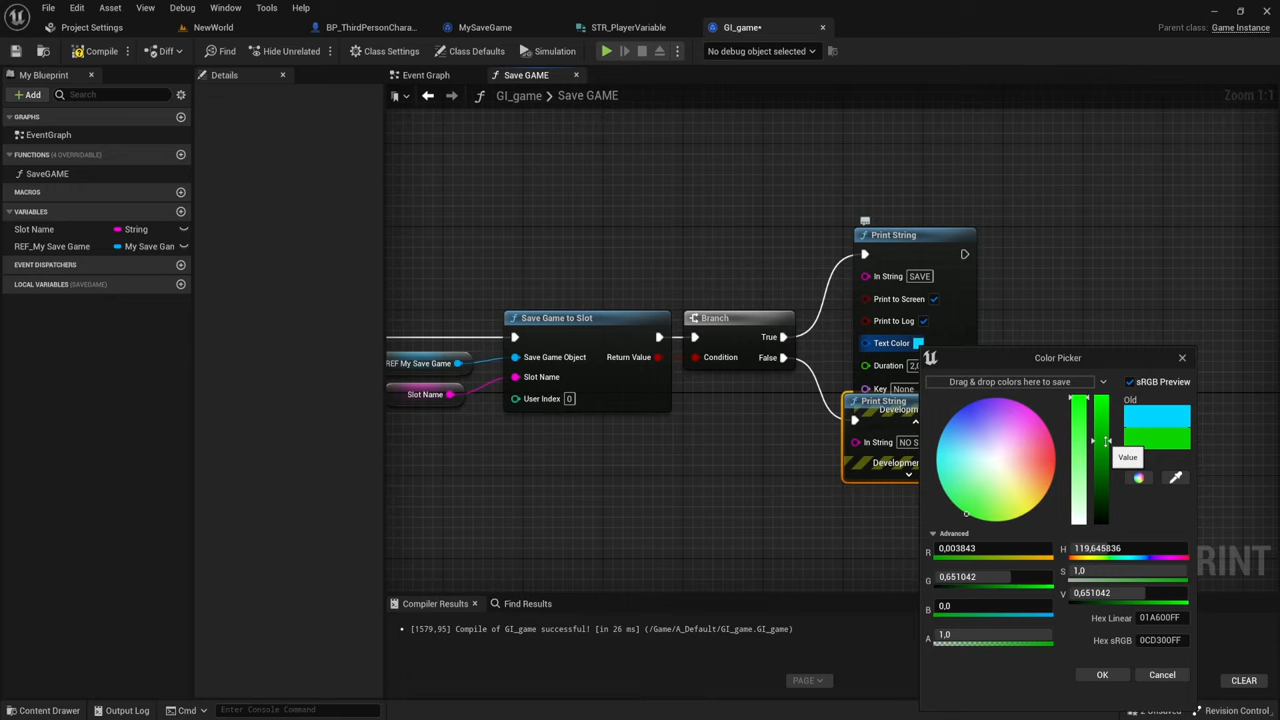 File Edit Asset View Debug Window Tools Help
Project Settings NewWorld BP_ThirdPersonChara... MySaveGame STR_PlayerVariable GI_game* Parent class: Game Instance
Compile Diff Find Hide Unrelated Class Settings Class Defaults Simulation No debug object selected
My Blueprint Details Event Graph Save GAME
Add Search GI_game > Save GAME Zoom 1:1
GRAPHS
EventGraph
FUNCTIONS (4 OVERRIDABLE)
SaveGAME
MACROS
VARIABLES
Slot Name String
REF_My Save Game My Save Gan
EVENT DISPATCHERS
LOCAL VARIABLES (SAVEGAME)
Print String
In String SAVE
Print to Screen
Print to Log
Text Color
Duration 2,0
Key None
Save Game to Slot
Save Game Object Return Value
Slot Name
User Index 0
REF My Save Game
Slot Name
Branch
True
Condition False
Print String
Development
In String NO S
Development
Color Picker
Drag & drop colors here to save sRGB Preview
Old
Value
Advanced
R 0,003843 H 119,645836
G 0,651042 S 1,0
B 0,0 V 0,651042
Hex Linear 01A600FF
A 1,0 Hex sRGB 0CD300FF
OK Cancel
RINT
Compiler Results Find Results
[1579,95] Compile of GI_game successful! [in 26 ms] (/Game/A_Default/GI_game.GI_game)
PAGE CLEAR
Content Drawer Output Log Cmd Enter Console Command 2 Unsaved Revision Control